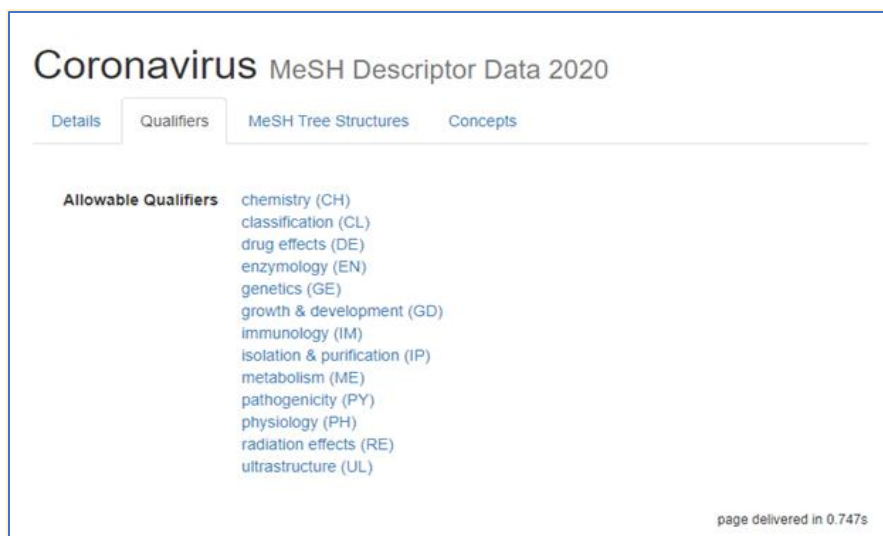 Coronavirus MeSH Descriptor Data 2020
Details Qualifiers MeSH Tree Structures Concepts
Allowable Qualifiers chemistry (CH)
classification (CL)
drug effects (DE)
enzymology (EN)
genetics (GE)
growth & development (GD)
immunology (IM)
isolation & purification (IP)
metabolism (ME)
pathogenicity (PY)
physiology (PH)
radiation effects (RE)
ultrastructure (UL)
page delivered in 0.747s